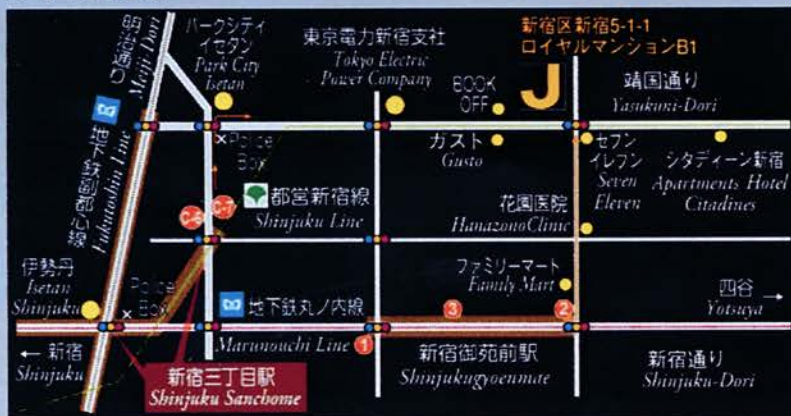 明治通り
Meiji-Dori
パークシティ
イセタン
Park City
Isetan
東京電力新宿支社
Tokyo Electric
Power Company
新宿区新宿5-1-1
ロイヤルマンションB1
J
BOOK
OFF
靖国通り
Yasukuni-Dori
地下鉄副都心線
Fukutoshin Line
Police
Box
ガスト
Gusto
セブン
イレブン
Seven
Eleven
シタディーン新宿
Apartments Hotel
Citadines
C-6
C-7
都営新宿線
Shinjuku Line
花園医院
HanazonoClinic
伊勢丹
Isetan
Shinjuku
Police
Box
地下鉄丸ノ内線
Marunouchi Line
ファミリーマート
Family Mart
四谷
Yotsuya
1
3
2
新宿
Shinjuku
新宿三丁目駅
Shinjuku Sanchome
新宿御苑前駅
Shinjukugyoenmae
新宿通り
Shinjuku-Dori